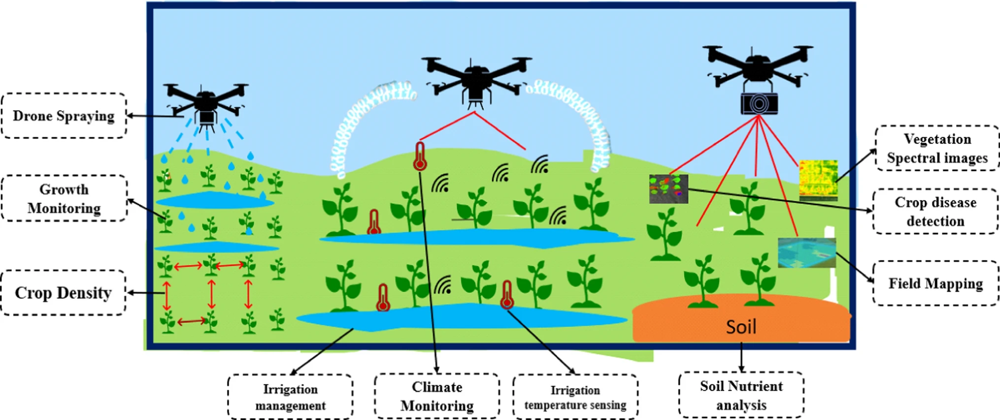 Drone Spraying
Growth
Monitoring
Crop Density
Vegetation
Spectral images
Crop disease
detection
Field Mapping
Soil
Irrigation
management
Climate
Monitoring
Irrigation
temperature sensing
Soil Nutrient
analysis